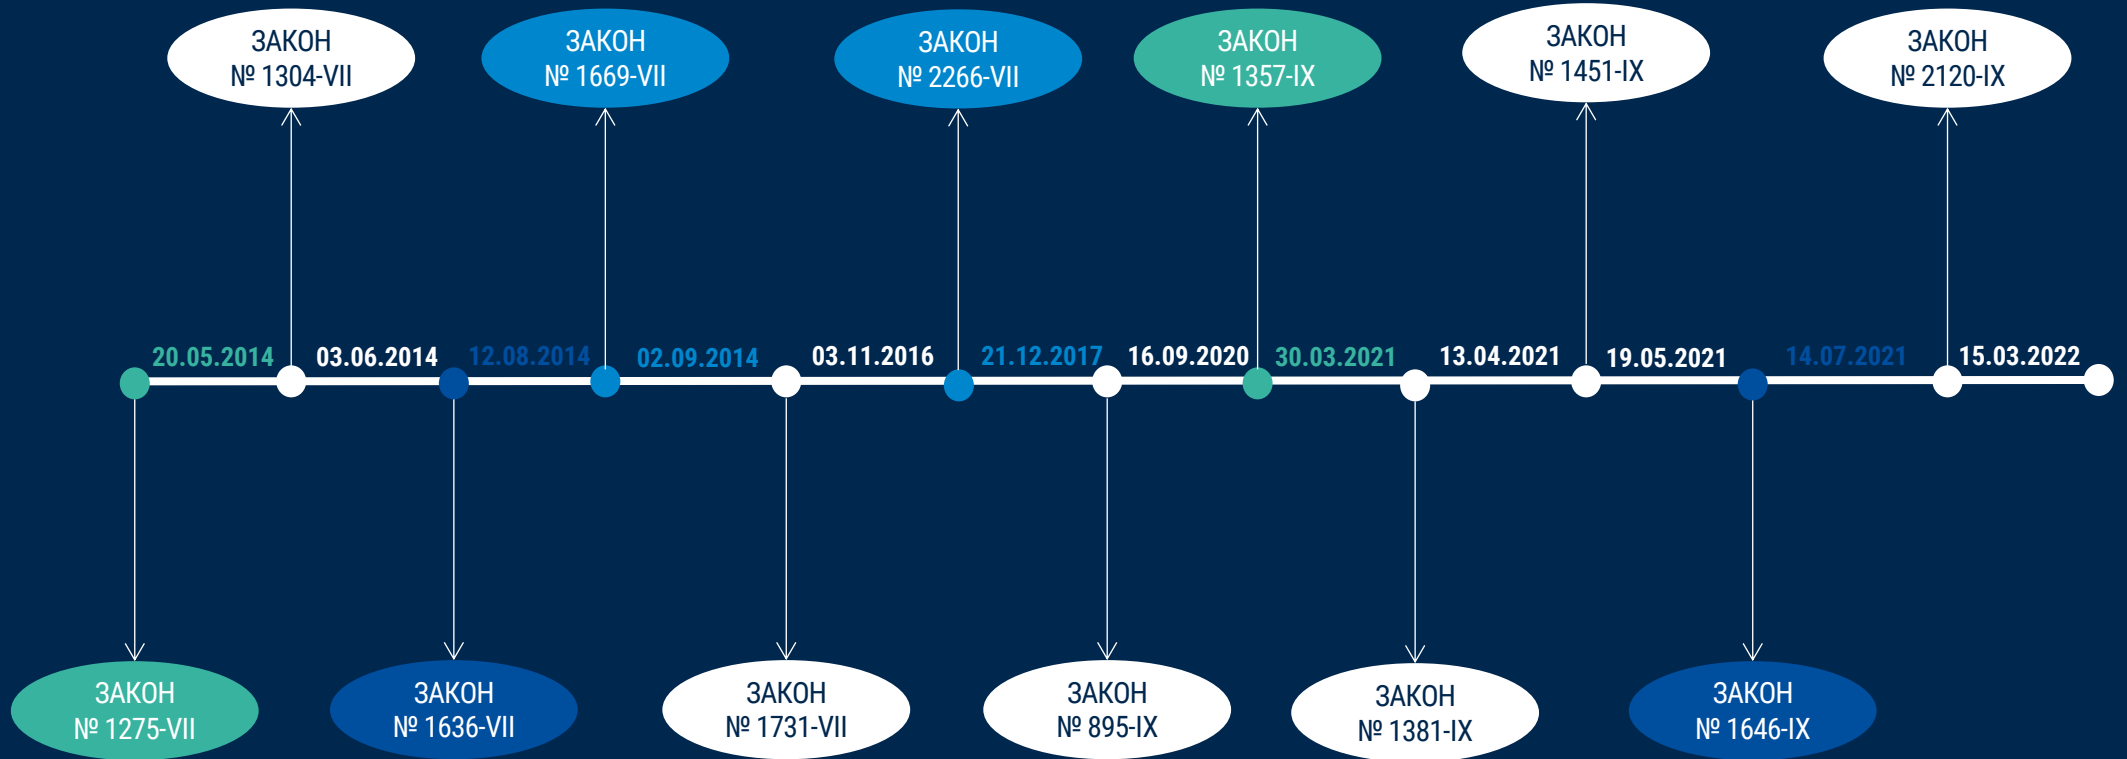 ЗАКОН
№ 1304-VII
ЗАКОН
№ 1669-VII
ЗАКОН
№ 2266-VII
ЗАКОН
№ 1357-IX
ЗАКОН
№ 1451-IX
ЗАКОН
№ 2120-IX
20.05.2014
03.06.2014
12.08.2014
02.09.2014
03.11.2016
21.12.2017
16.09.2020
30.03.2021
13.04.2021
19.05.2021
14.07.2021
15.03.2022
ЗАКОН
№ 1275-VII
ЗАКОН
№ 1636-VII
ЗАКОН
№ 1731-VII
ЗАКОН
№ 895-IX
ЗАКОН
№ 1381-IX
ЗАКОН
№ 1646-IX